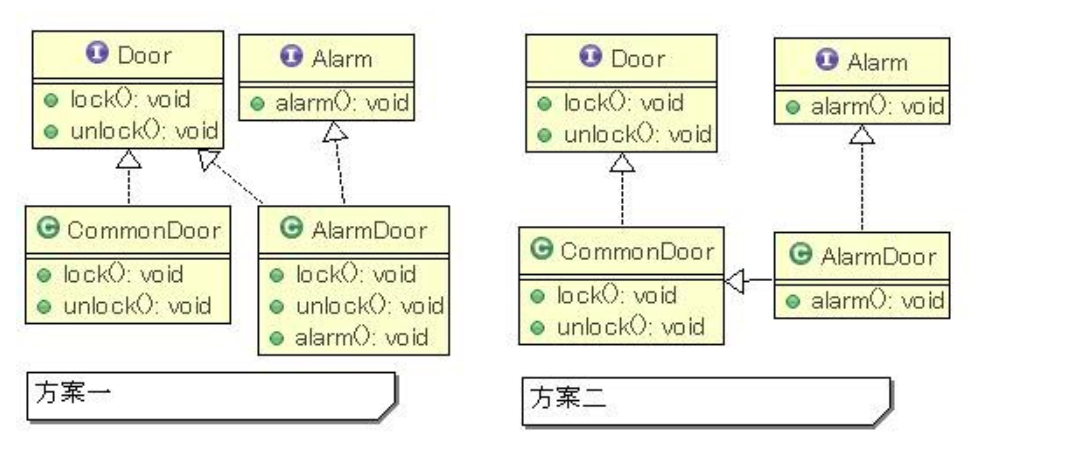 Door
lock(): void
unlock(): void
Alarm
alarm(): void
CommonDoor
lock(): void
unlock(): void
AlarmDoor
lock(): void
unlock(): void
alarm(): void
方案一
Door
lock(): void
unlock(): void
Alarm
alarm(): void
CommonDoor
lock(): void
unlock(): void
AlarmDoor
alarm(): void
方案二